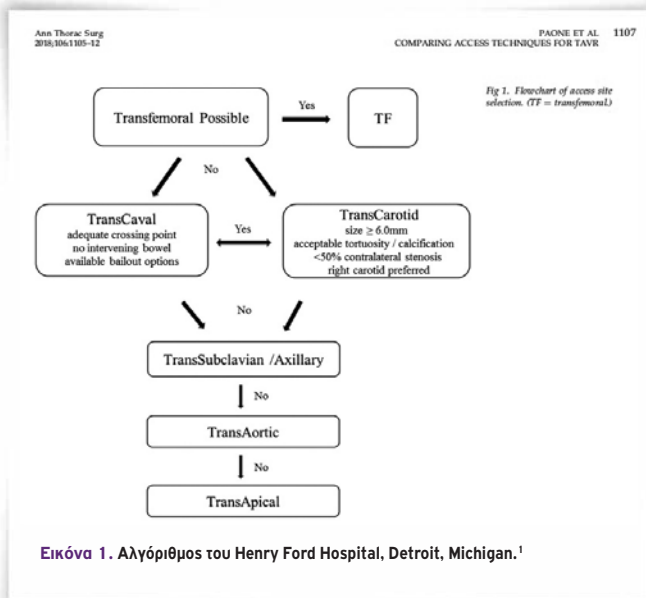 Ann Thorac Surg
2018;106:1105–12
PAONE ET AL 1107
COMPARING ACCESS TECHNIQUES FOR TAVR
Fig 1. Flowchart of access site
selection. (TF = transfemoral.)
Transfemoral Possible
Yes
TF
No
TransCaval
adequate crossing point
no intervening bowel
available bailout options
Yes
TransCarotid
size ≥ 6.0mm
acceptable tortuosity / calcification
<50% contralateral stenosis
right carotid preferred
No
TransSubclavian /Axillary
No
TransAortic
No
TransApical
Εικόνα 1. Αλγόριθμος του Henry Ford Hospital, Detroit, Michigan.¹